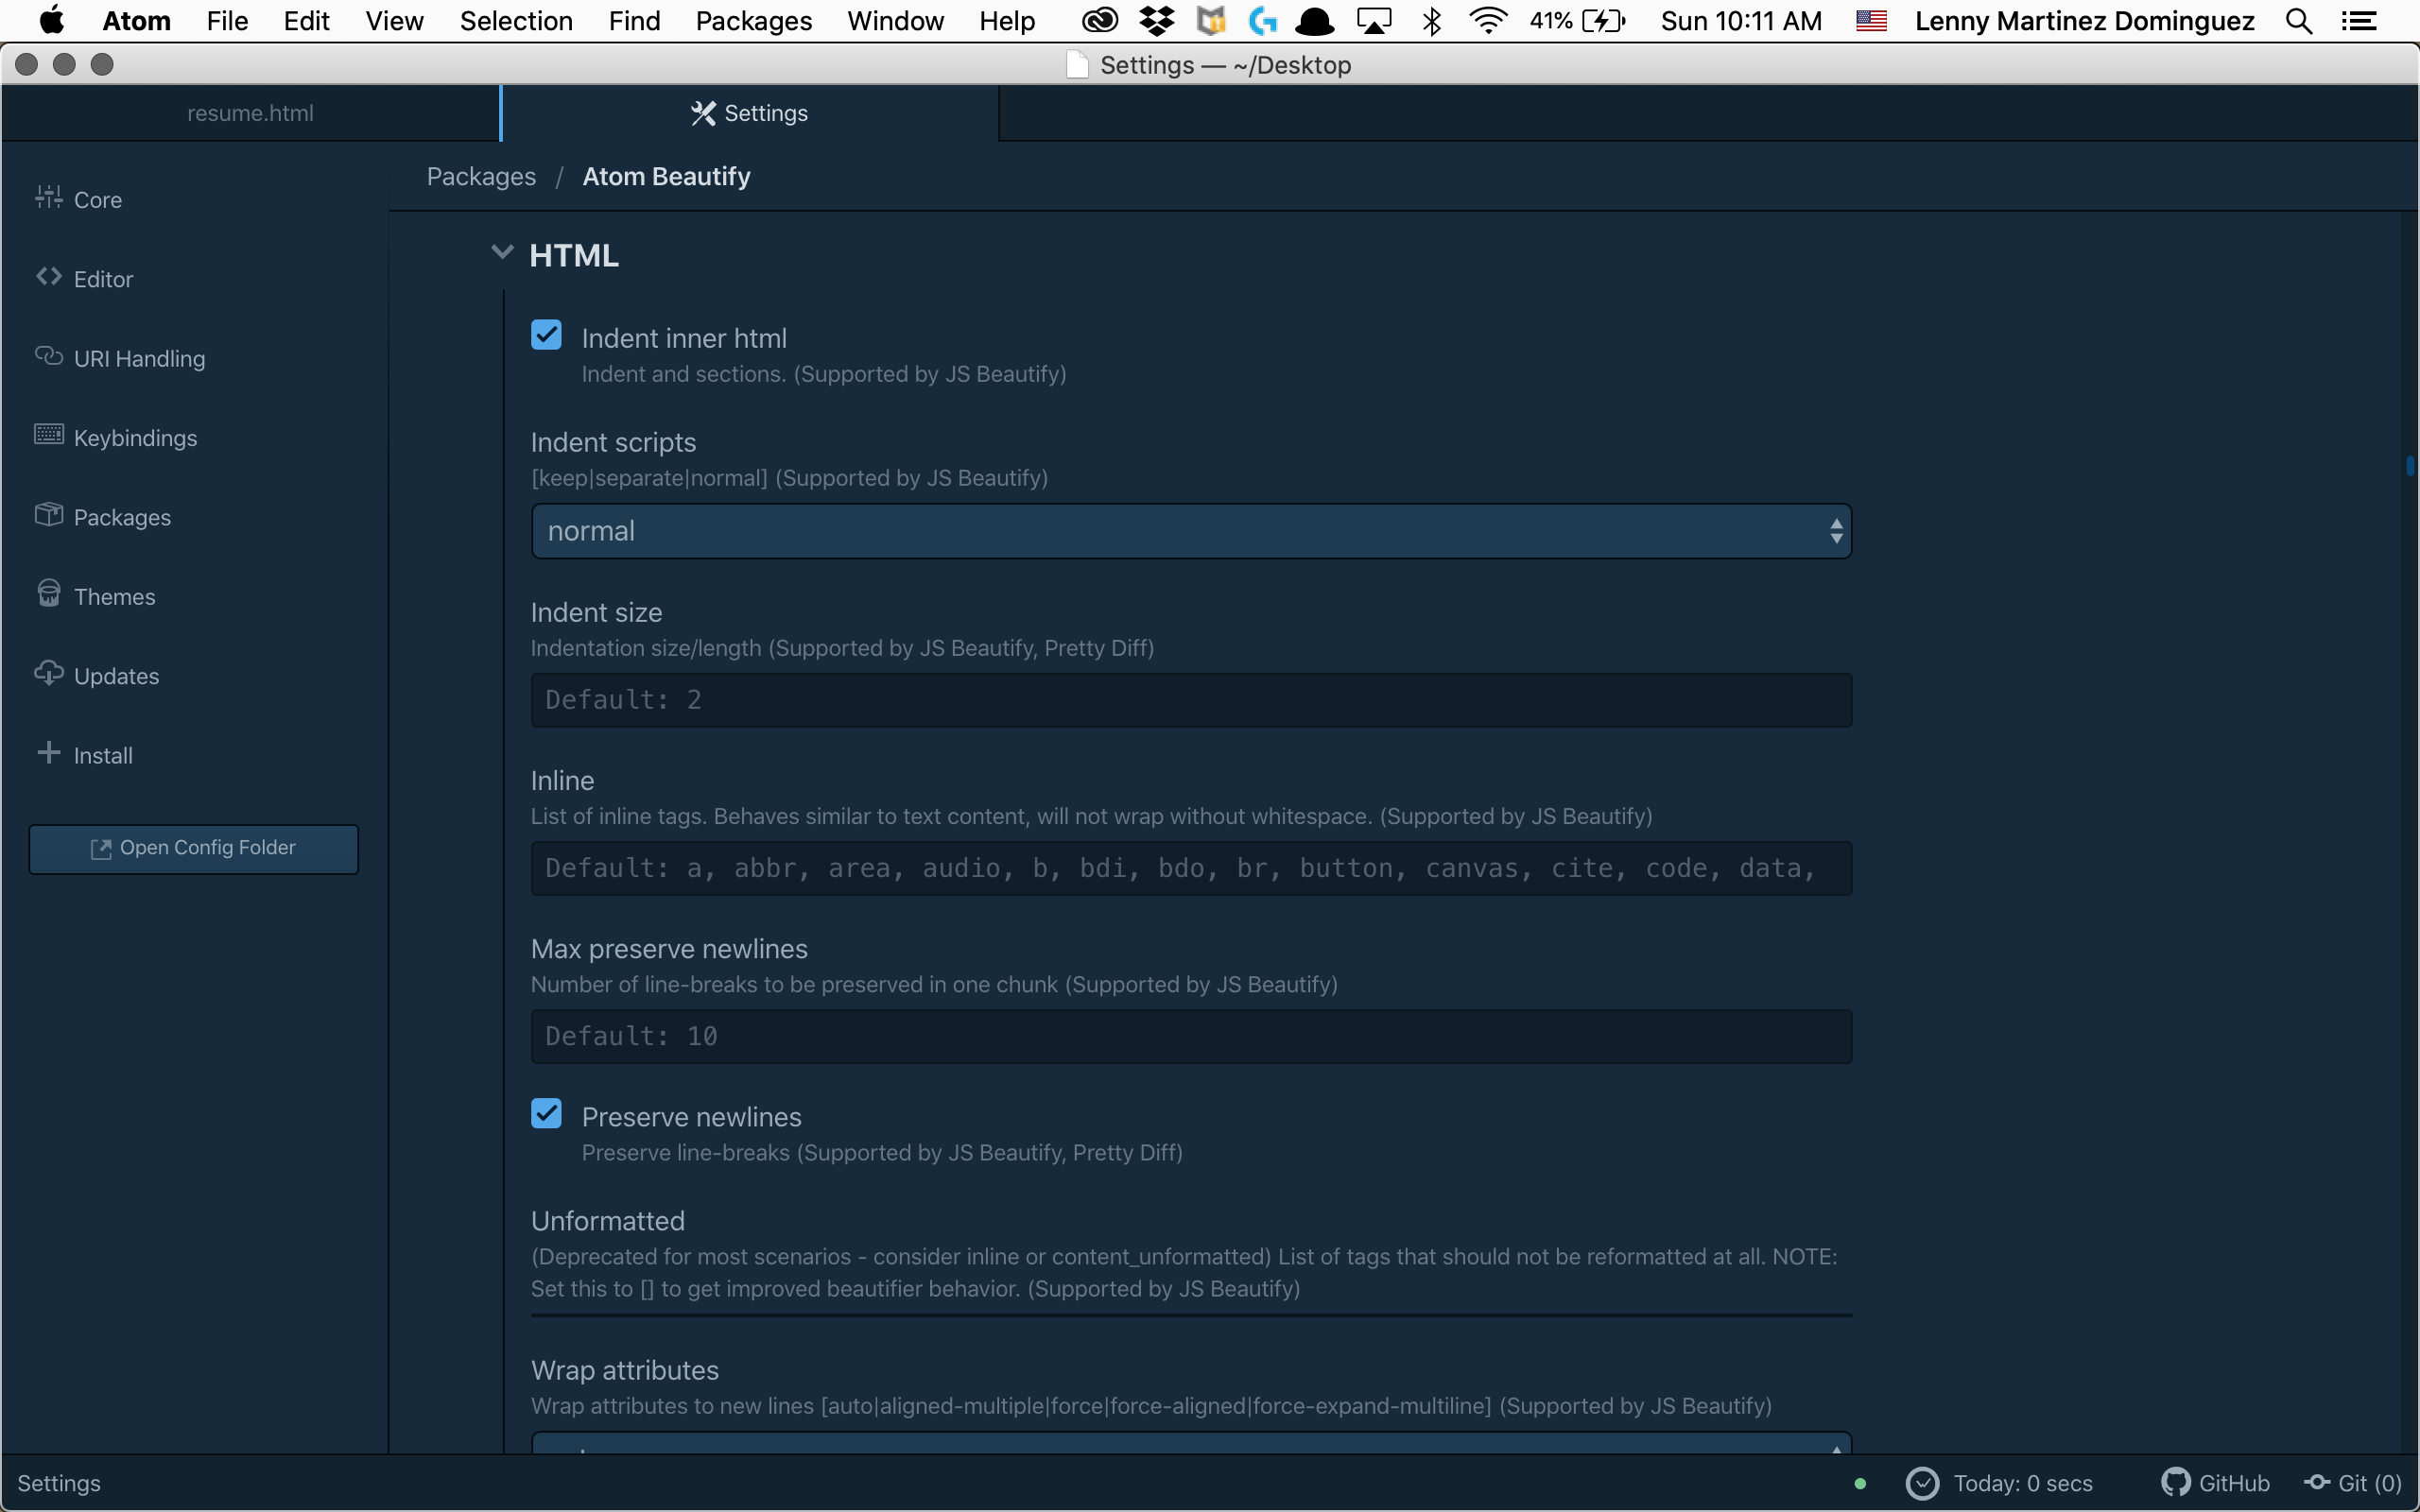 Atom File Edit View Selection Find Packages Window Help 41% Sun 10:11 AM Lenny Martinez Dominguez
Settings — ~/Desktop
resume.html Settings
Packages / Atom Beautify
Core
Editor
URI Handling
Keybindings
Packages
Themes
Updates
Install
Open Config Folder
HTML
Indent inner html
Indent and sections. (Supported by JS Beautify)
Indent scripts
[keep|separate|normal] (Supported by JS Beautify)
normal
Indent size
Indentation size/length (Supported by JS Beautify, Pretty Diff)
Default: 2
Inline
List of inline tags. Behaves similar to text content, will not wrap without whitespace. (Supported by JS Beautify)
Default: a, abbr, area, audio, b, bdi, bdo, br, button, canvas, cite, code, data,
Max preserve newlines
Number of line-breaks to be preserved in one chunk (Supported by JS Beautify)
Default: 10
Preserve newlines
Preserve line-breaks (Supported by JS Beautify, Pretty Diff)
Unformatted
(Deprecated for most scenarios - consider inline or content_unformatted) List of tags that should not be reformatted at all. NOTE:
Set this to [] to get improved beautifier behavior. (Supported by JS Beautify)
Wrap attributes
Wrap attributes to new lines [auto|aligned-multiple|force|force-aligned|force-expand-multiline] (Supported by JS Beautify)
Settings Today: 0 secs GitHub Git (0)